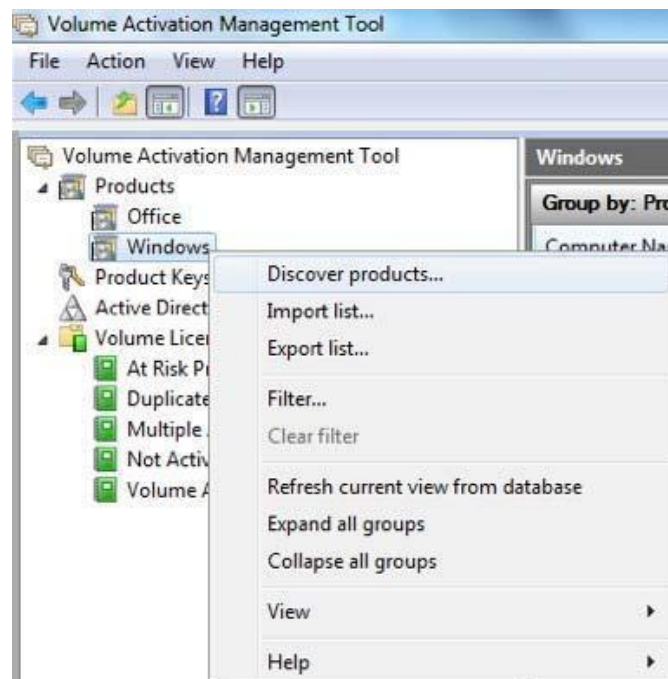 Volume Activation Management Tool
File Action View Help
Volume Activation Management Tool
Products
Office
Windows
Product Keys
Active Direct
Volume Lice
At Risk P
Duplicate
Multiple
Not Activ
Volume A
Windows
Group by: Pro
Computer Na
Discover products...
Import list...
Export list...
Filter...
Clear filter
Refresh current view from database
Expand all groups
Collapse all groups
View
Help